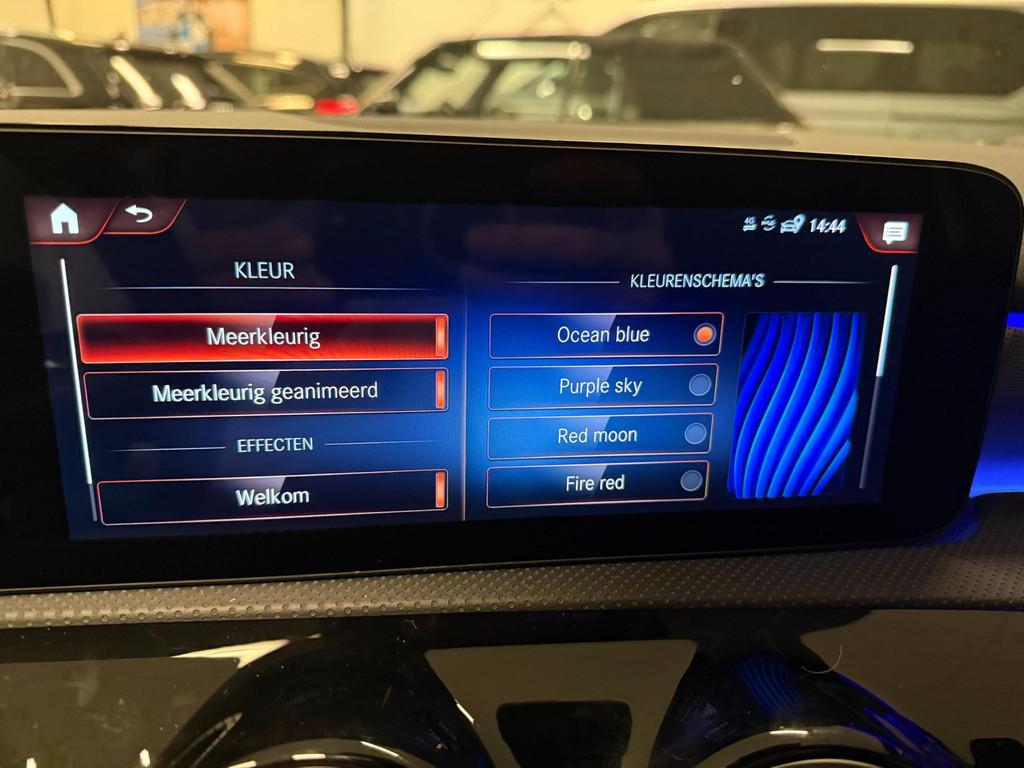 14:44
KLEUR
Meerkleurig
Meerkleurig geanimeerd
EFFECTEN
Welkom
KLEURENSCHEMA'S
Ocean blue
Purple sky
Red moon
Fire red